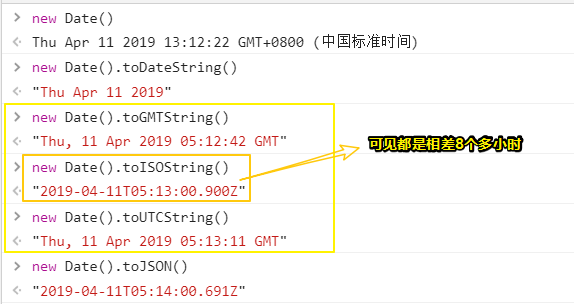 new Date()
Thu Apr 11 2019 13:12:22 GMT+0800 (中国标准时间)
new Date().toDateString()
"Thu Apr 11 2019"
new Date().toGMTString()
"Thu, 11 Apr 2019 05:12:42 GMT"
可见都是相差8个多小时
new Date().toISOString()
"2019-04-11T05:13:00.900Z"
new Date().toUTCString()
"Thu, 11 Apr 2019 05:13:11 GMT"
new Date().toJSON()
"2019-04-11T05:14:00.691Z"